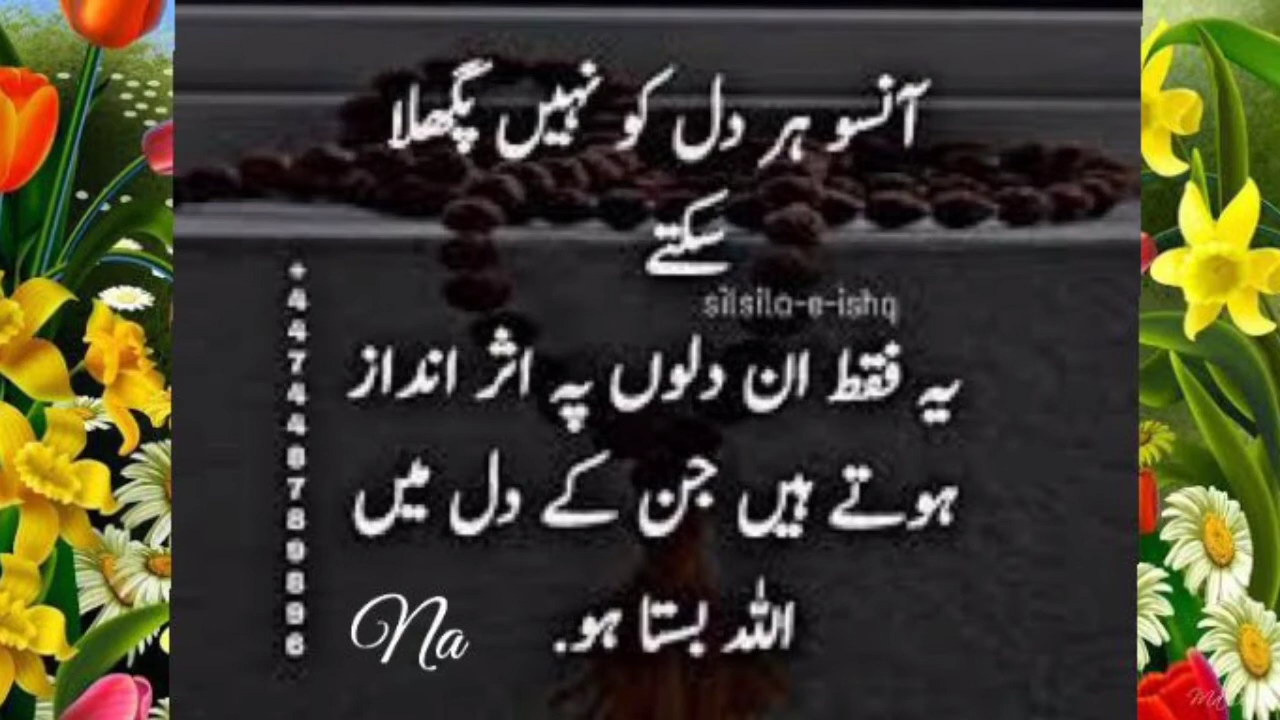 آنسو ہر دل کو نہیں پگھلا
سکتے
silsila-e-ishq
یہ فقط ان دلوں پہ اثر انداز
ہوتے ہیں جن کے دل میں
اللہ بستا ہو.
+447448789896
Na